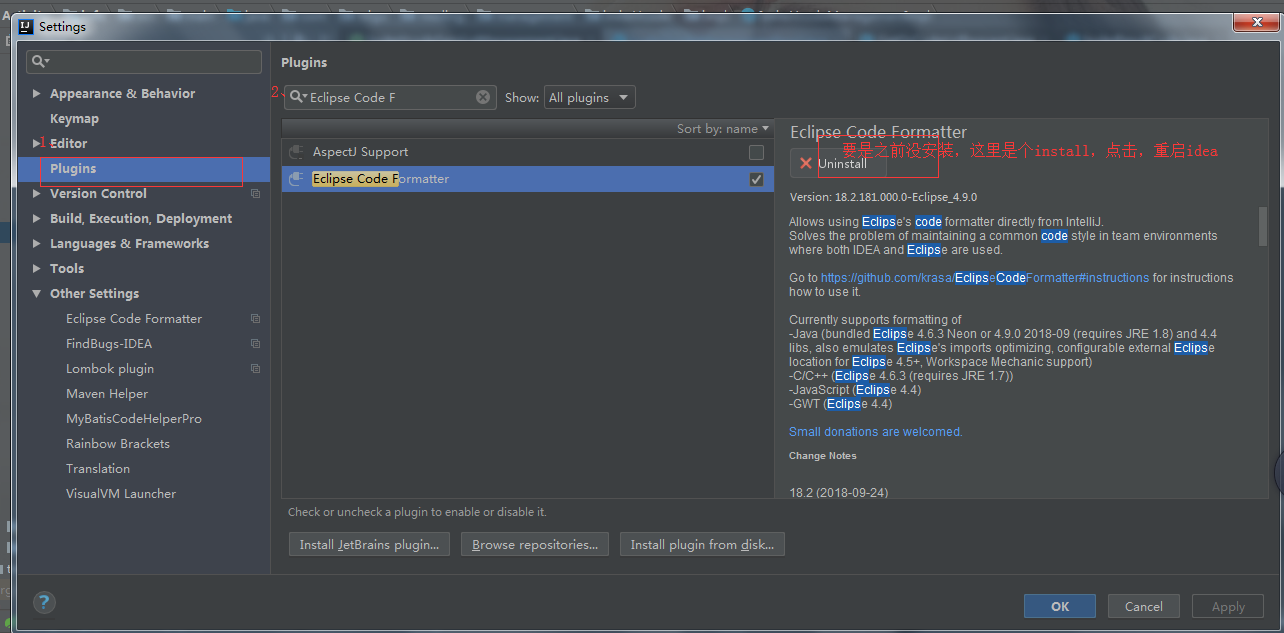 Settings
Plugins
Appearance & Behavior
Keymap
1
Editor
Plugins
Version Control
Build, Execution, Deployment
Languages & Frameworks
Tools
Other Settings
Eclipse Code Formatter
FindBugs-IDEA
Lombok plugin
Maven Helper
MyBatisCodeHelperPro
Rainbow Brackets
Translation
VisualVM Launcher
2、
Eclipse Code F
Show: All plugins
Sort by: name
AspectJ Support
Eclipse Code Formatter
Eclipse Code Formatter
要是之前没安装，这里是个install，点击，重启idea
Uninstall
Version: 18.2.181.000.0-Eclipse_4.9.0
Allows using Eclipse's code formatter directly from IntelliJ.
Solves the problem of maintaining a common code style in team environments
where both IDEA and Eclipse are used.
Go to https://github.com/krasa/EclipseCodeFormatter#instructions for instructions
how to use it.
Currently supports formatting of
-Java (bundled Eclipse 4.6.3 Neon or 4.9.0 2018-09 (requires JRE 1.8) and 4.4
libs, also emulates Eclipse's imports optimizing, configurable external Eclipse
location for Eclipse 4.5+, Workspace Mechanic support)
-C/C++ (Eclipse 4.6.3 (requires JRE 1.7))
-JavaScript (Eclipse 4.4)
-GWT (Eclipse 4.4)
Small donations are welcomed.
Change Notes
18.2 (2018-09-24)
Check or uncheck a plugin to enable or disable it.
Install JetBrains plugin...
Browse repositories...
Install plugin from disk...
?
OK
Cancel
Apply